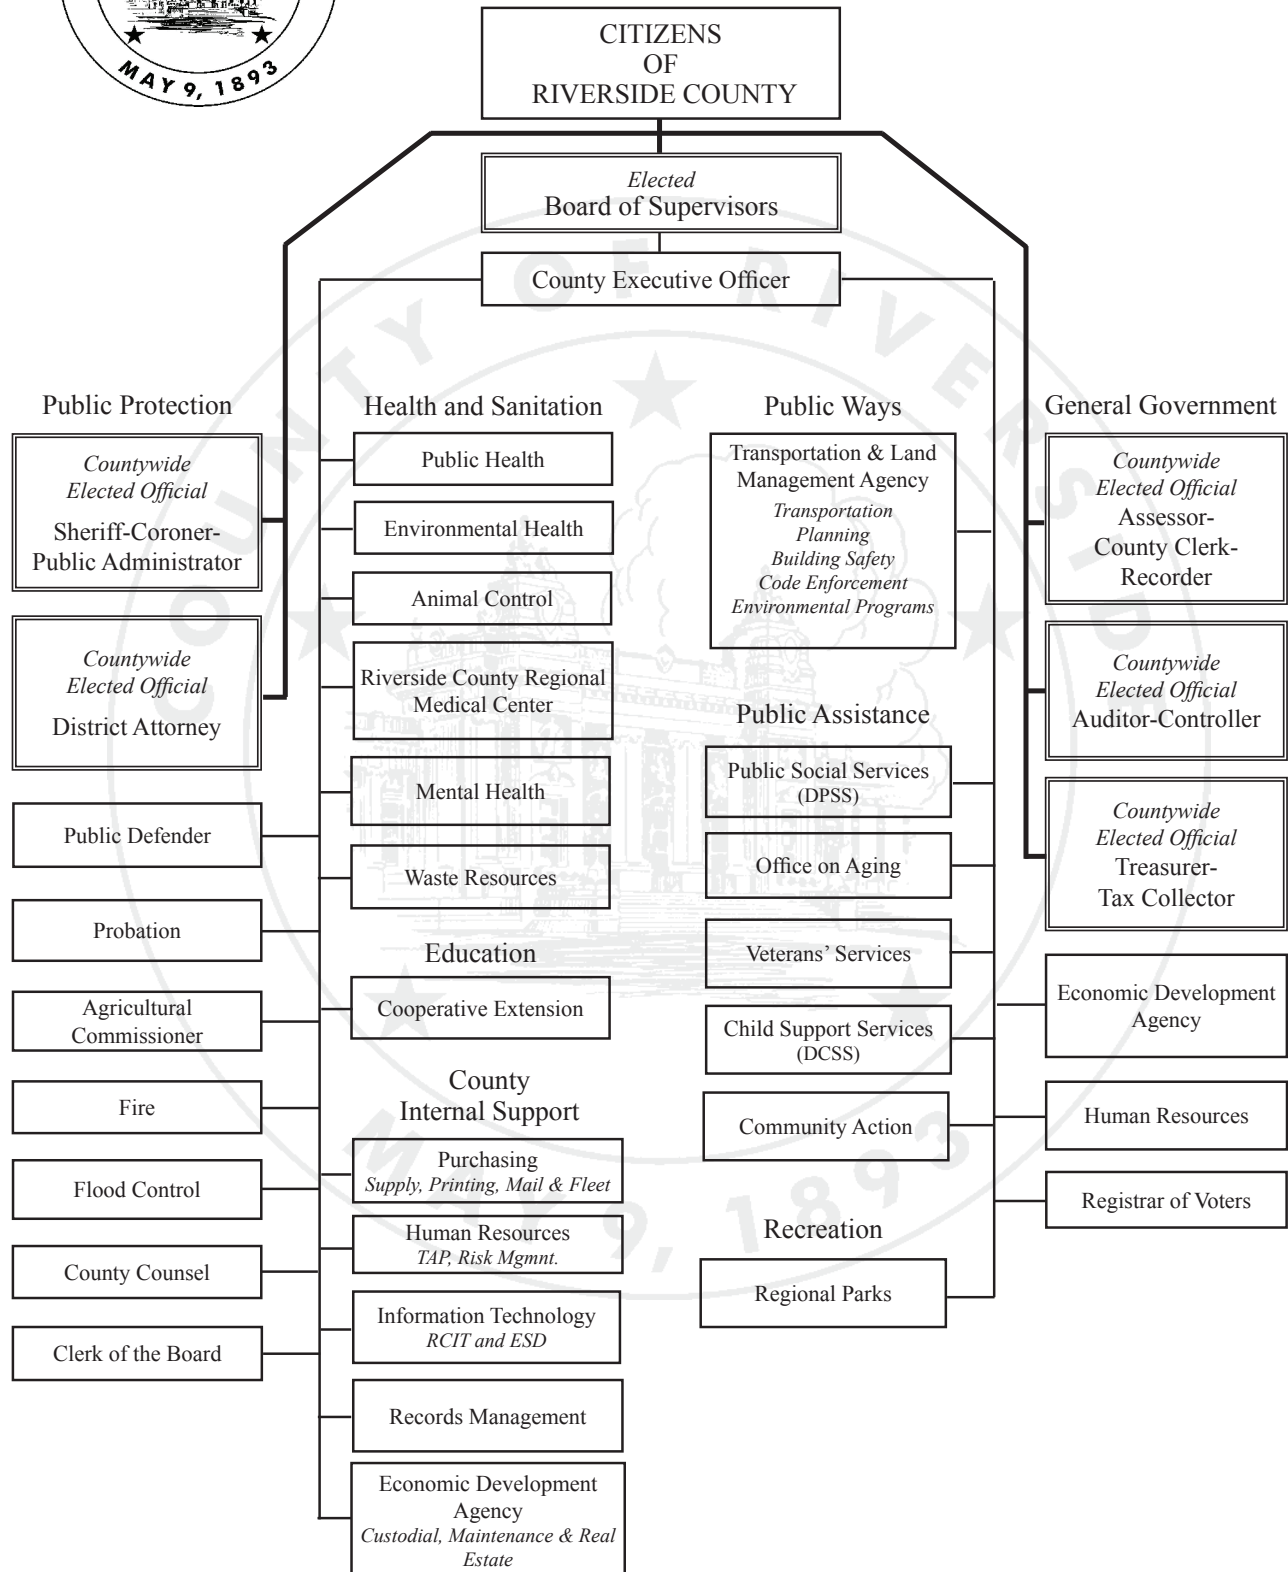 MAY 9, 1893
CITIZENS
OF
RIVERSIDE COUNTY
Elected
Board of Supervisors
County Executive Officer
COUNTY OF RIVERSIDE
MAY 9, 1893
Public Protection
Countywide
Elected Official
Sheriff-Coroner-
Public Administrator
Countywide
Elected Official
District Attorney
Public Defender
Probation
Agricultural
Commissioner
Fire
Flood Control
County Counsel
Clerk of the Board
Health and Sanitation
Public Health
Environmental Health
Animal Control
Riverside County Regional
Medical Center
Mental Health
Waste Resources
Education
Cooperative Extension
County
Internal Support
Purchasing
Supply, Printing, Mail & Fleet
Human Resources
TAP, Risk Mgmnt.
Information Technology
RCIT and ESD
Records Management
Economic Development
Agency
Custodial, Maintenance & Real
Estate
Public Ways
Transportation & Land
Management Agency
Transportation
Planning
Building Safety
Code Enforcement
Environmental Programs
Public Assistance
Public Social Services
(DPSS)
Office on Aging
Veterans’ Services
Child Support Services
(DCSS)
Community Action
Recreation
Regional Parks
General Government
Countywide
Elected Official
Assessor-
County Clerk-
Recorder
Countywide
Elected Official
Auditor-Controller
Countywide
Elected Official
Treasurer-
Tax Collector
Economic Development
Agency
Human Resources
Registrar of Voters